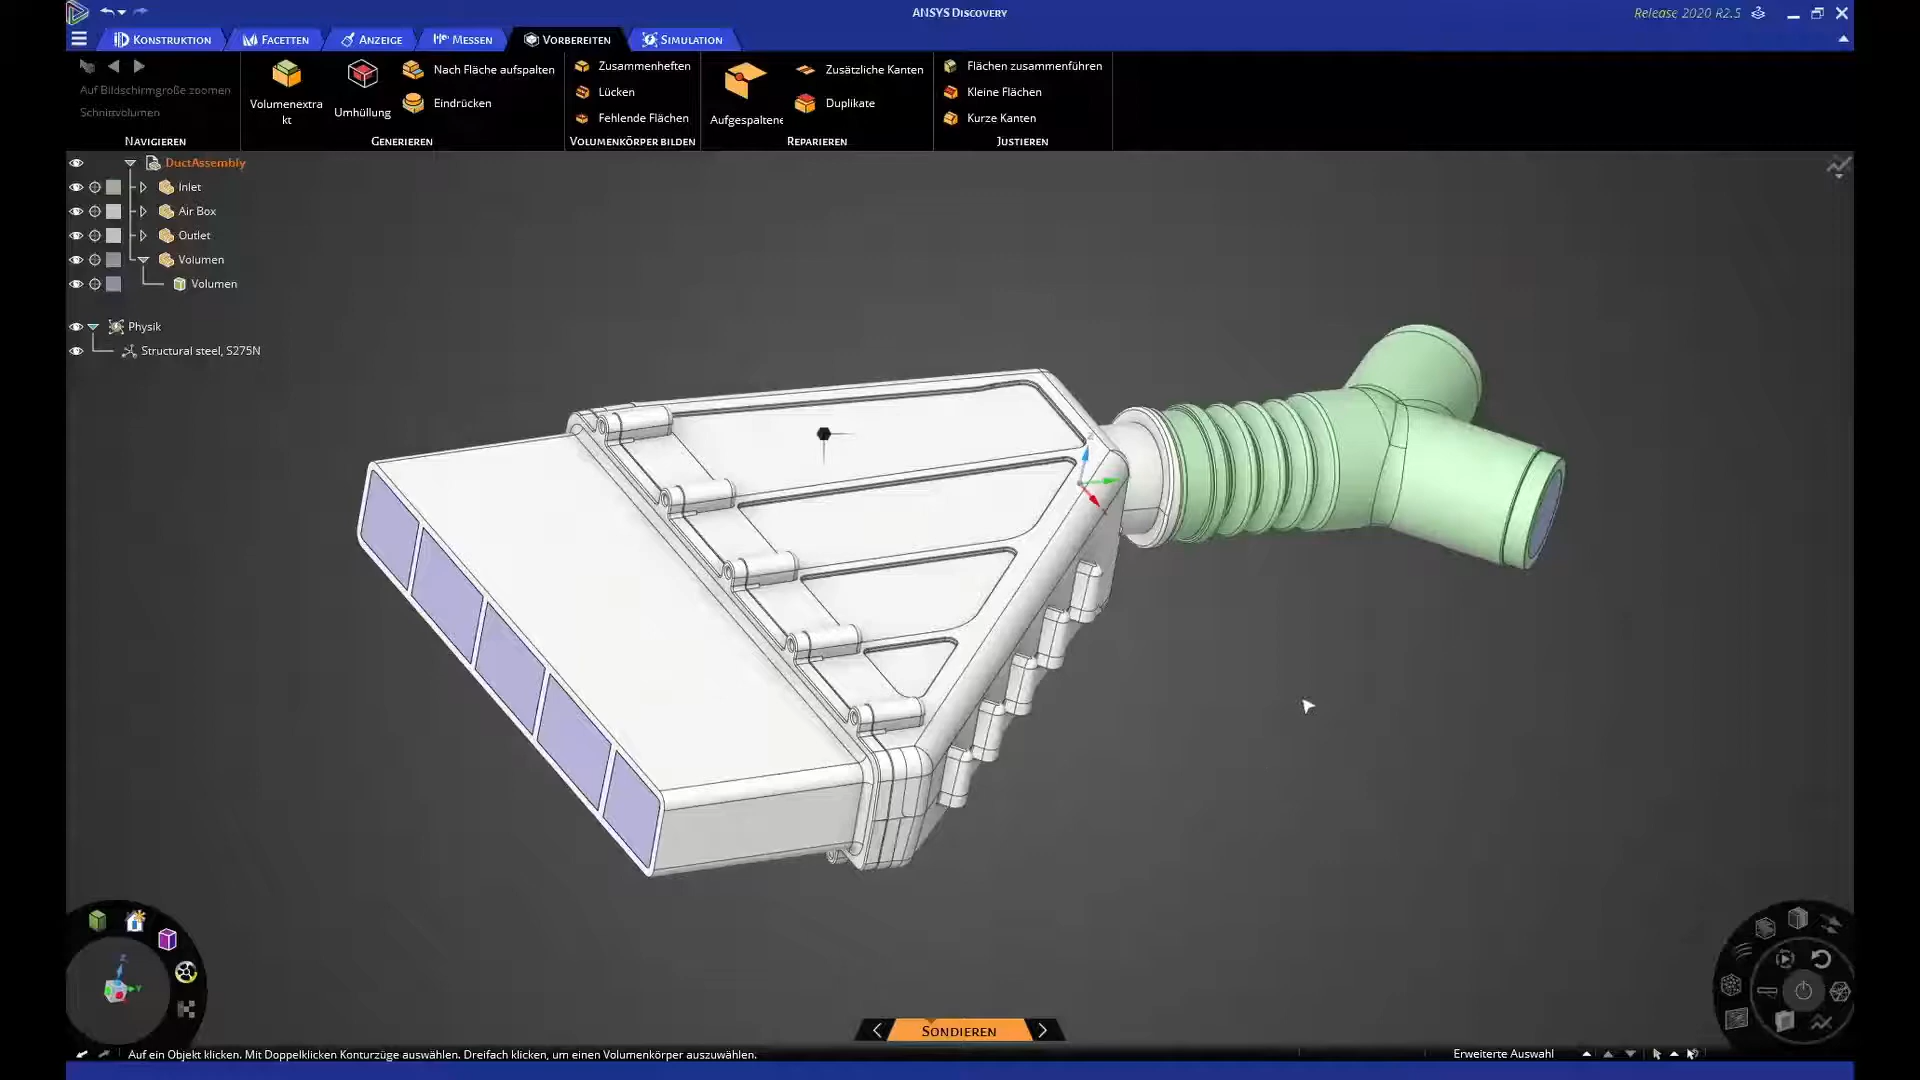 ANSYS Discovery
Release 2020 R2.5
Konstruktion
Facetten
Anzeige
Messen
Vorbereiten
Simulation
Auf Bildschirmgroße zoomen
Schnittvolumen
Navigieren
Volumenextra
kt
Umhüllung
Nach Fläche aufspalten
Eindrücken
Generieren
Zusammenheften
Lücken
Fehlende Flächen
Volumenkörper bilden
Aufgespaltene
Zusätzliche Kanten
Duplikate
Reparieren
Flächen zusammenführen
Kleine Flächen
Kurze Kanten
Justieren
DuctAssembly
Inlet
Air Box
Outlet
Volumen
Volumen
Physik
Structural steel, S275N
Z
Y
Sondieren
Auf ein Objekt klicken. Mit Doppelklicken Konturzüge auswählen. Dreifach klicken, um einen Volumenkörper auszuwählen.
Erweiterte Auswahl